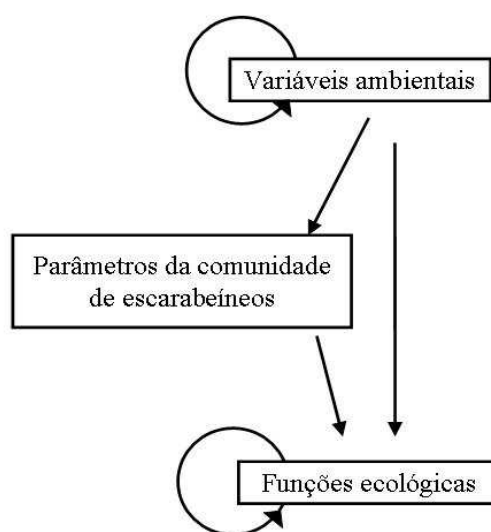 Variáveis ambientais
Parâmetros da comunidade
de escarabeíneos
Funções ecológicas